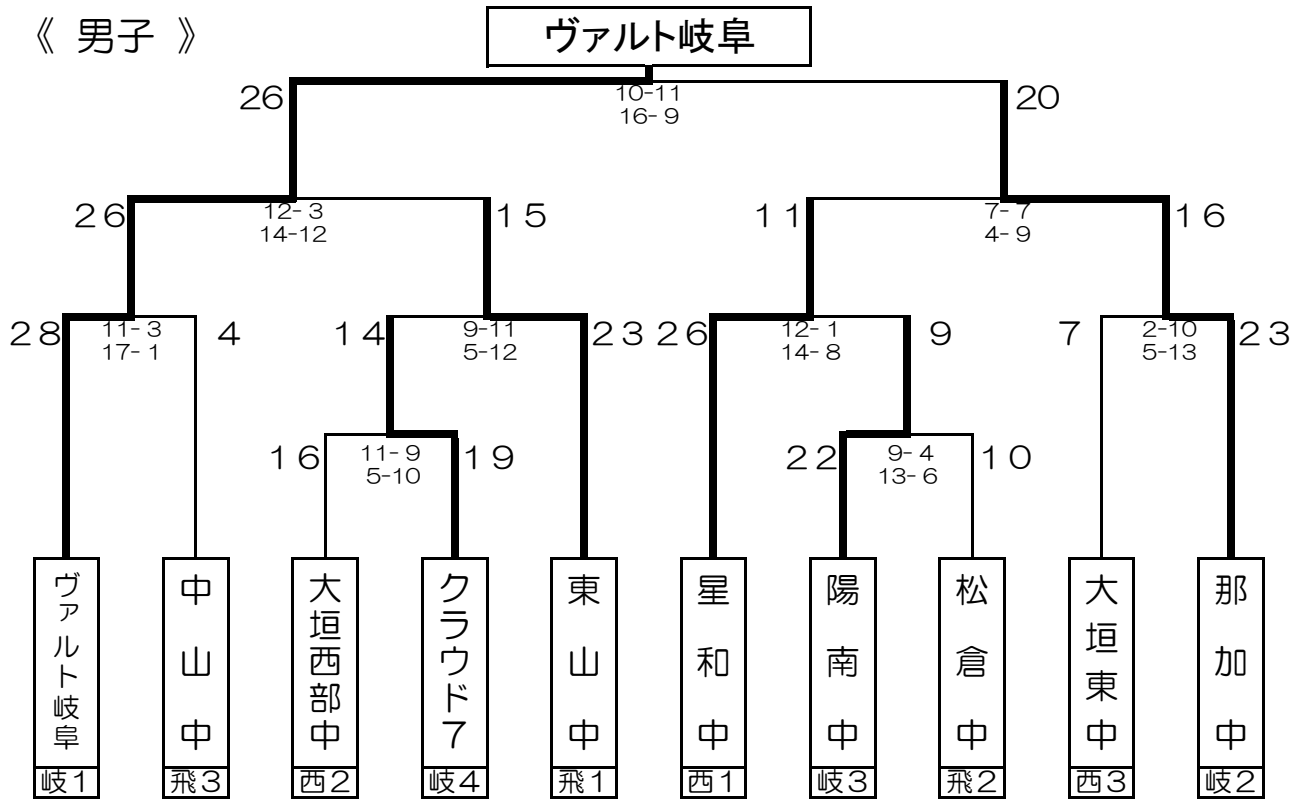 《 男子 》
ヴァルト岐阜
26
10-11
16- 9
20
26
12- 3
14-12
15
11
7- 7
4- 9
16
28
11- 3
17- 1
4
14
9-11
5-12
23
26
12- 1
14- 8
9
7
2-10
5-13
23
16
11- 9
5-10
19
22
9- 4
13- 6
10
ヴァルト岐阜
岐1
中山中
飛3
大垣西部中
西2
クラウド7
岐4
東山中
飛1
星和中
西1
陽南中
岐3
松倉中
飛2
大垣東中
西3
那加中
岐2